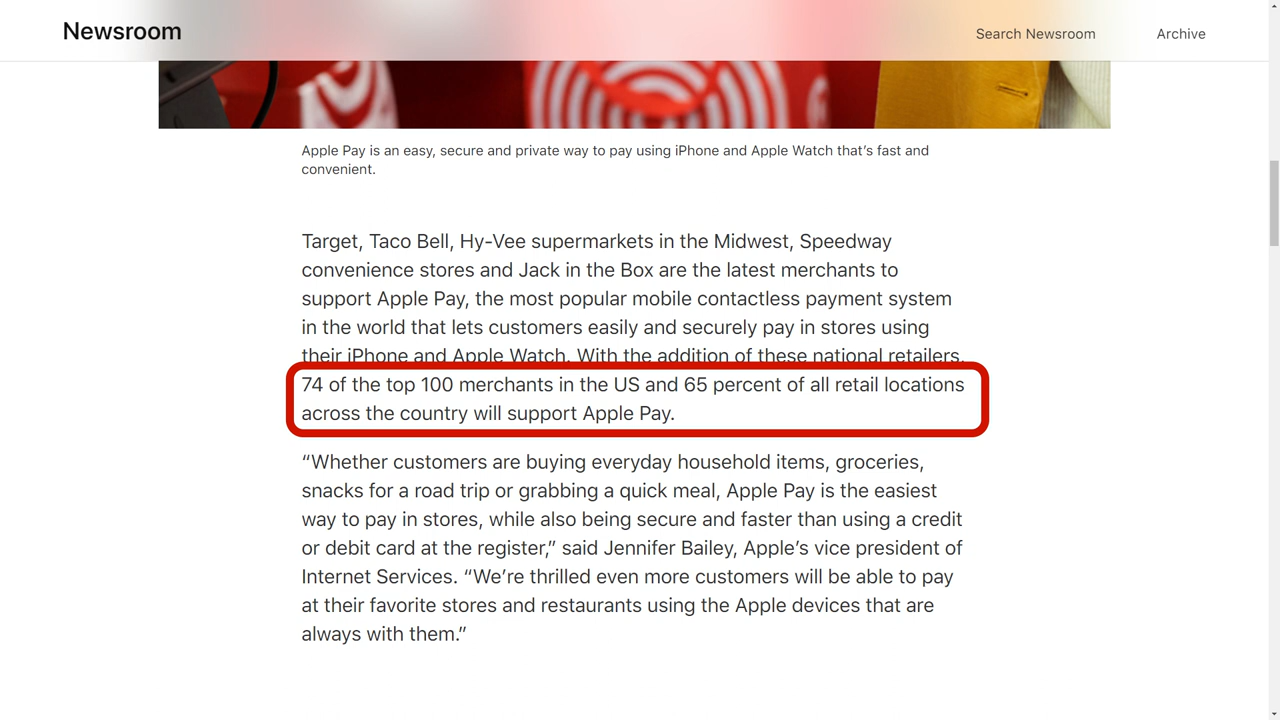 Newsroom
Search Newsroom
Archive
Apple Pay is an easy, secure and private way to pay using iPhone and Apple Watch that’s fast and
convenient.
Target, Taco Bell, Hy-Vee supermarkets in the Midwest, Speedway
convenience stores and Jack in the Box are the latest merchants to
support Apple Pay, the most popular mobile contactless payment system
in the world that lets customers easily and securely pay in stores using
their iPhone and Apple Watch. With the addition of these national retailers,
74 of the top 100 merchants in the US and 65 percent of all retail locations
across the country will support Apple Pay.
“Whether customers are buying everyday household items, groceries,
snacks for a road trip or grabbing a quick meal, Apple Pay is the easiest
way to pay in stores, while also being secure and faster than using a credit
or debit card at the register,” said Jennifer Bailey, Apple’s vice president of
Internet Services. “We’re thrilled even more customers will be able to pay
at their favorite stores and restaurants using the Apple devices that are
always with them.”